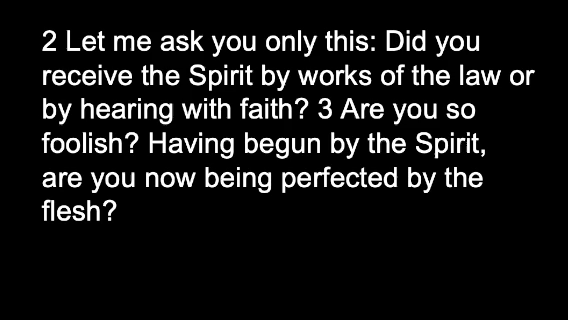 2 Let me ask you only this: Did you
receive the Spirit by works of the law or
by hearing with faith? 3 Are you so
foolish? Having begun by the Spirit,
are you now being perfected by the
flesh?